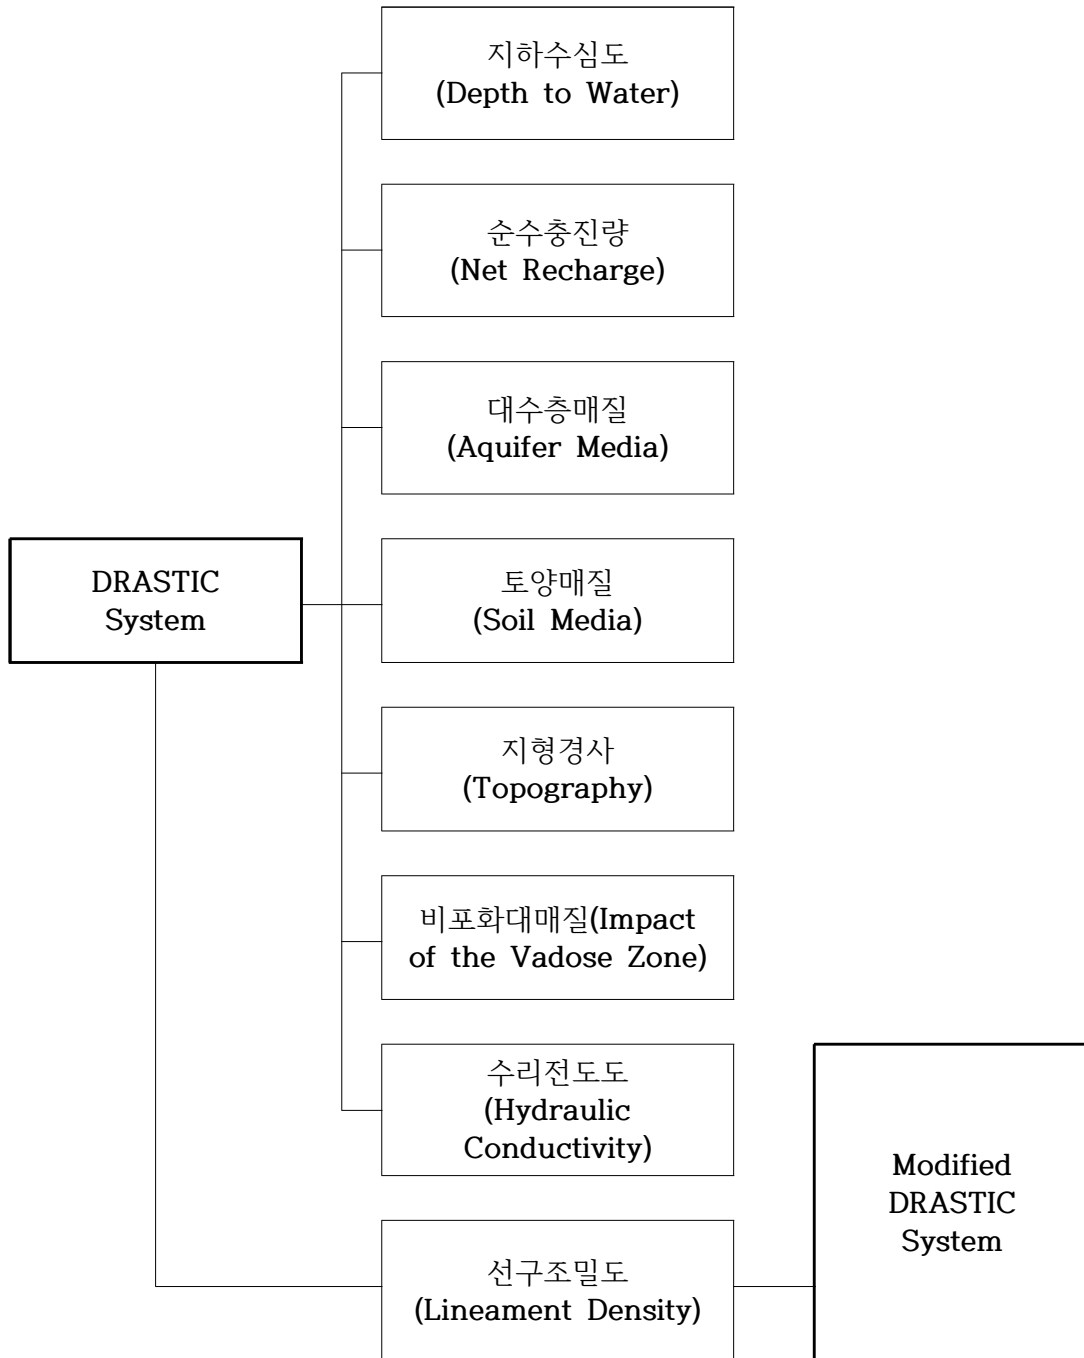 지하수심도
(Depth to Water)
순수충진량
(Net Recharge)
대수층매질
(Aquifer Media)
DRASTIC
System
토양매질
(Soil Media)
지형경사
(Topography)
비포화대매질(Impact
of the Vadose Zone)
수리전도도
(Hydraulic
Conductivity)
Modified
DRASTIC
System
선구조밀도
(Lineament Density)